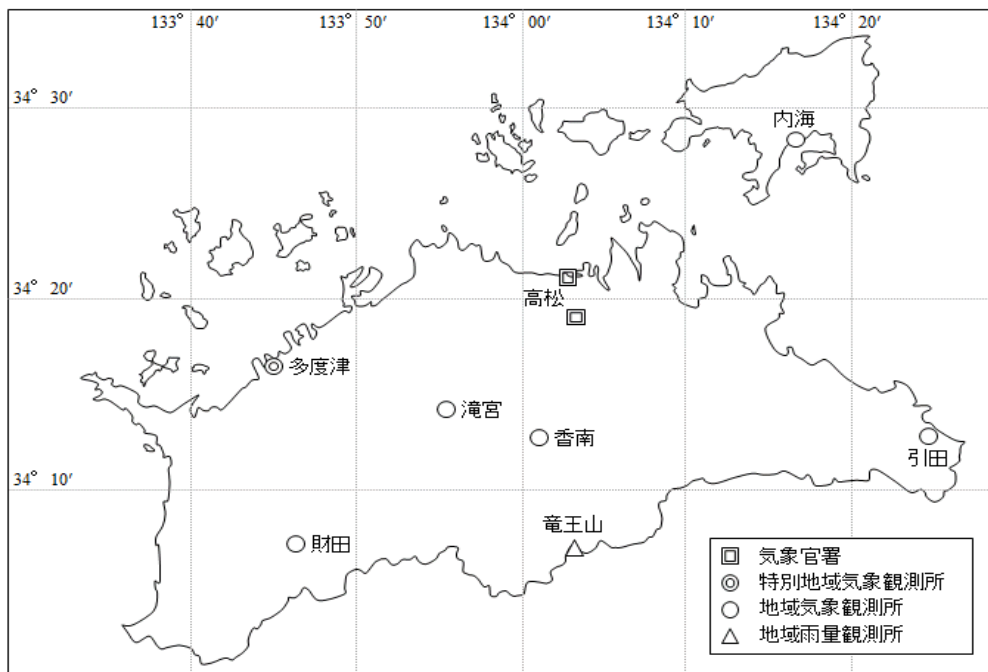 133° 40′ 133° 50′ 134° 00′ 134° 10′ 134° 20′
34° 30′
内海
34° 20′
高松
多度津
滝宮
香南
引田
34° 10′
竜王山
財田
気象官署
特別地域気象観測所
地域気象観測所
地域雨量観測所